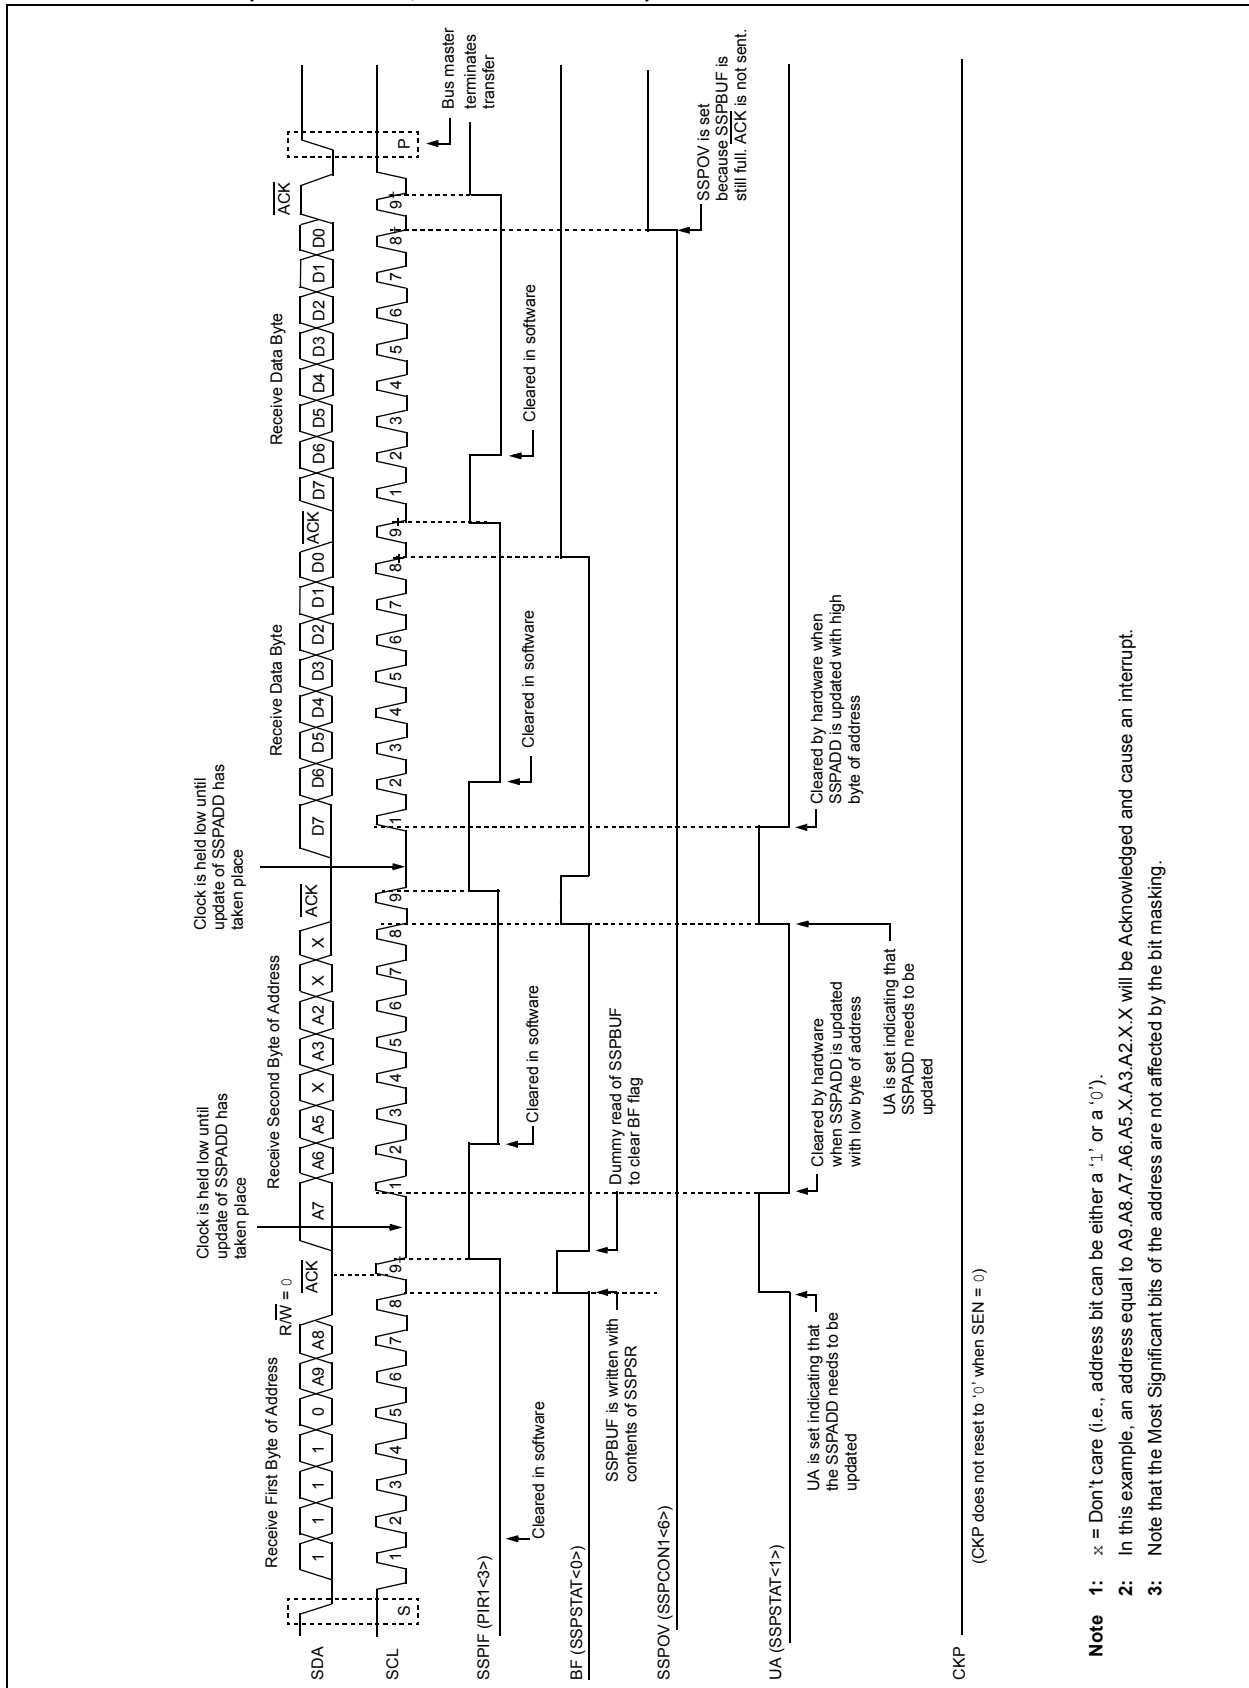 Receive First Byte of Address
R/W = 0
ACK
Clock is held low until
update of SSPADD has
taken place
Receive Second Byte of Address
ACK
Clock is held low until
update of SSPADD has
taken place
Receive Data Byte
ACK
Receive Data Byte
ACK
SDA
1 1 1 1 0 A9 A8
A7 A6 A5 X A3 A2 X X
D7 D6 D5 D4 D3 D2 D1 D0
D7 D6 D5 D4 D3 D2 D1 D0
SCL
S
1 2 3 4 5 6 7 8 9
1 2 3 4 5 6 7 8 9
1 2 3 4 5 6 7 8 9
1 2 3 4 5 6 7 8 9
P
Bus master
terminates
transfer
SSPIF (PIR1<3>)
Cleared in software
Cleared in software
Cleared in software
Cleared in software
BF (SSPSTAT<0>)
SSPBUF is written with
contents of SSPSR
Dummy read of SSPBUF
to clear BF flag
SSPOV (SSPCON1<6>)
SSPOV is set
because SSPBUF is
still full. ACK is not sent.
UA (SSPSTAT<1>)
UA is set indicating that
the SSPADD needs to be
updated
Cleared by hardware
when SSPADD is updated
with low byte of address
UA is set indicating that
SSPADD needs to be
updated
Cleared by hardware when
SSPADD is updated with high
byte of address
CKP
(CKP does not reset to ‘0’ when SEN = 0)
Note 1: x = Don’t care (i.e., address bit can be either a ‘1’ or a ‘0’).
2: In this example, an address equal to A9.A8.A7.A6.A5.X.A3.A2.X.X will be Acknowledged and cause an interrupt.
3: Note that the Most Significant bits of the address are not affected by the bit masking.